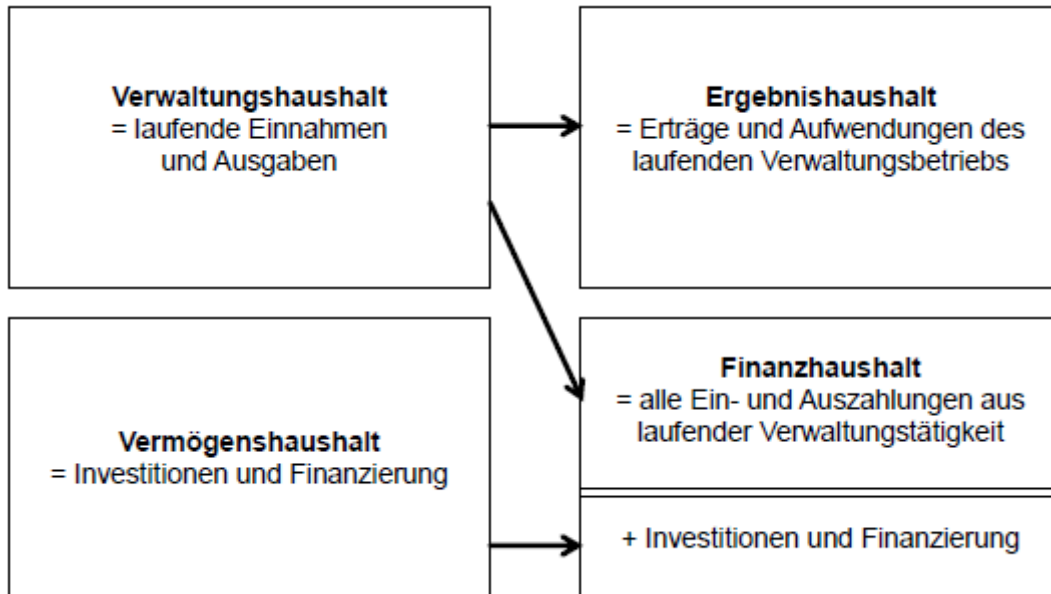 Verwaltungshaushalt
= laufende Einnahmen
und Ausgaben
Ergebnishaushalt
= Erträge und Aufwendungen des
laufenden Verwaltungsbetriebs
Vermögenshaushalt
= Investitionen und Finanzierung
Finanzhaushalt
= alle Ein- und Auszahlungen aus
laufender Verwaltungstätigkeit
+ Investitionen und Finanzierung